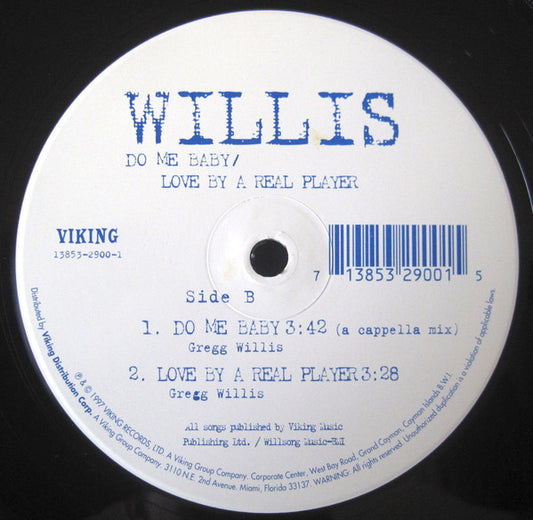 WILLIS
DO ME BABY/
LOVE BY A REAL PLAYER
VIKING
13853-2900-1
7 13853 29001 5
Side B
1. DO ME BABY 3:42 (a cappella mix)
Gregg Willis
2. LOVE BY A REAL PLAYER 3:28
Gregg Willis
All songs published by Viking Music
Publishing Ltd. / Willsong Music-BMI
Distributed by Viking Distribution Corp. A Viking Group Company. 3110 N.E. 2nd Avenue. Miami, Florida 33137. WARNING: All rights reserved. Unauthorized duplication is a violation of applicable laws.
℗ & © 1997 VIKING RECORDS, LTD. A Viking Group Company. Corporate Center, West Bay Road, Grand Cayman, Cayman Islands B.W.I.